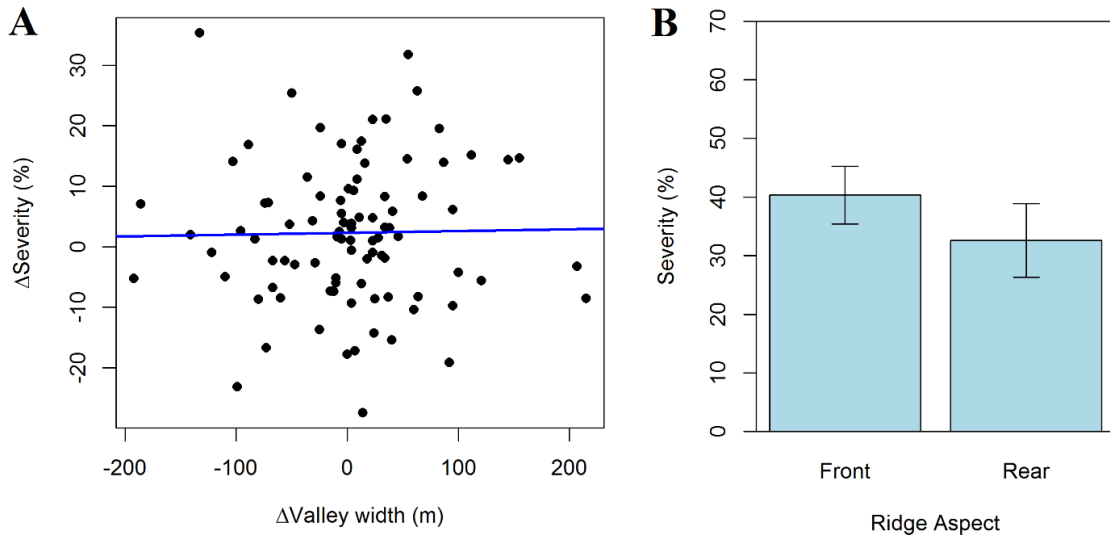 A
ΔSeverity (%)
30
20
10
0
-10
-20
-200
-100
0
100
200
ΔValley width (m)
B
Severity (%)
70
60
50
40
30
20
10
0
Front
Rear
Ridge Aspect